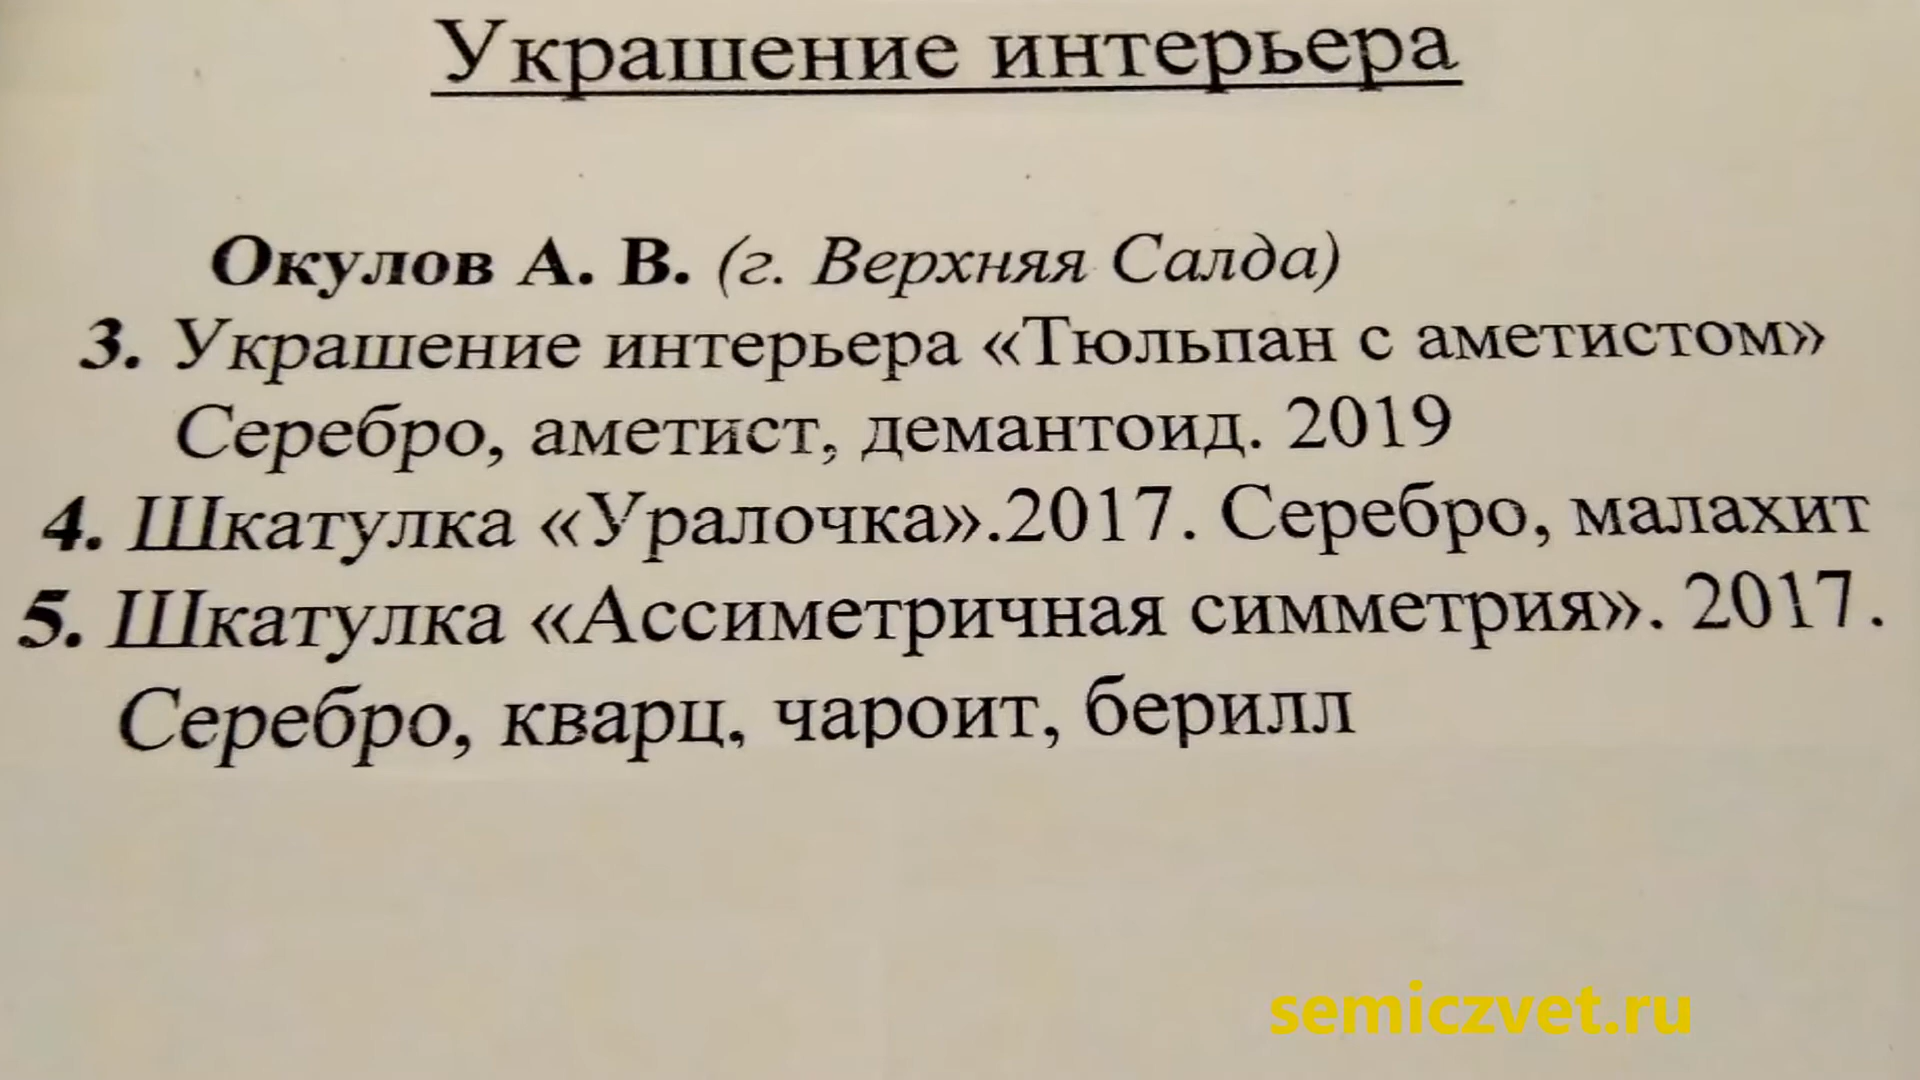 Украшение интерьера
Окулов А. В. (г. Верхняя Салда)
3. Украшение интерьера «Тюльпан с аметистом»
Серебро, аметист, демантоид. 2019
4. Шкатулка «Уралочка».2017. Серебро, малахит
5. Шкатулка «Ассиметричная симметрия». 2017.
Серебро, кварц, чароит, берилл
semiczvet.ru